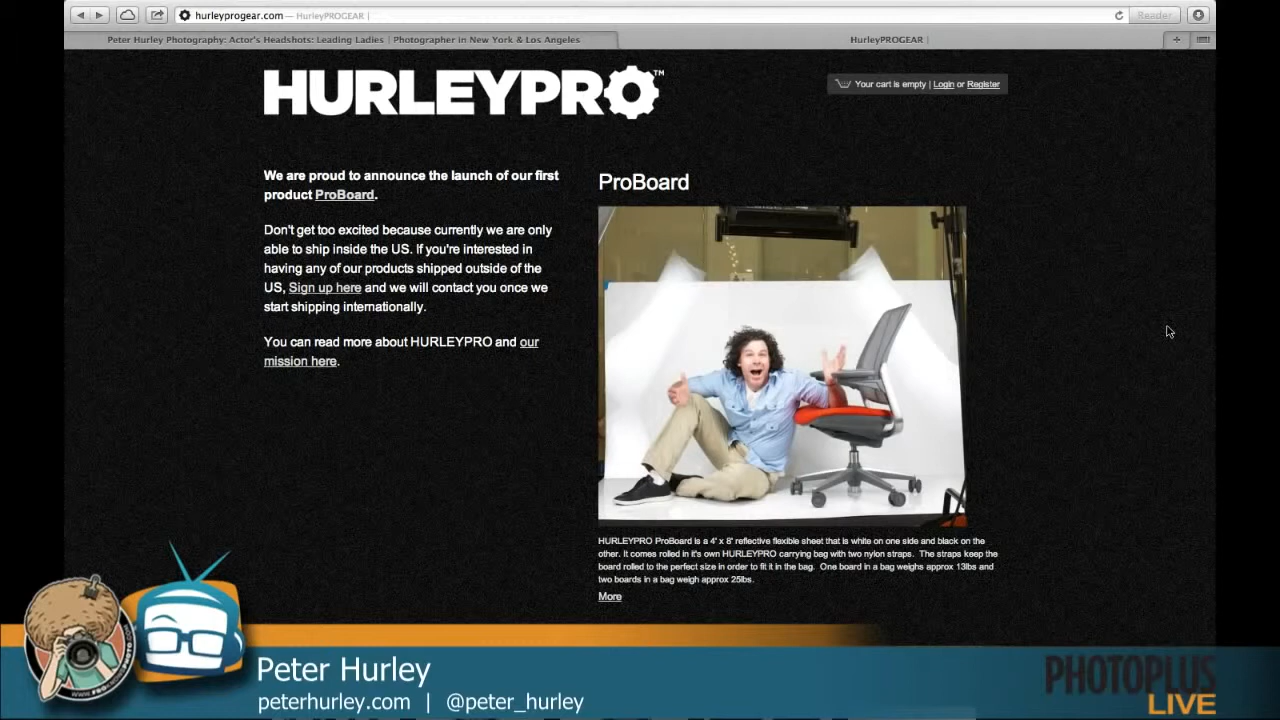 hurleyprogear.com — HurleyPROGEAR |
Reader
Peter Hurley Photography: Actor's Headshots: Leading Ladies | Photographer in New York & Los Angeles
HurleyPROGEAR |
HURLEYPRO™
Your cart is empty | Login or Register
We are proud to announce the launch of our first
product ProBoard.
Don't get too excited because currently we are only
able to ship inside the US. If you're interested in
having any of our products shipped outside of the
US, Sign up here and we will contact you once we
start shipping internationally.
You can read more about HURLEYPRO and our
mission here.
ProBoard
HURLEYPRO ProBoard is a 4' x 8' reflective flexible sheet that is white on one side and black on the
other. It comes rolled in it's own HURLEYPRO carrying bag with two nylon straps. The straps keep the
board rolled to the perfect size in order to fit it in the bag. One board in a bag weighs approx 13lbs and
two boards in a bag weigh approx 25lbs.
More
Peter Hurley
peterhurley.com | @peter_hurley
PHOTOPLUS
LIVE